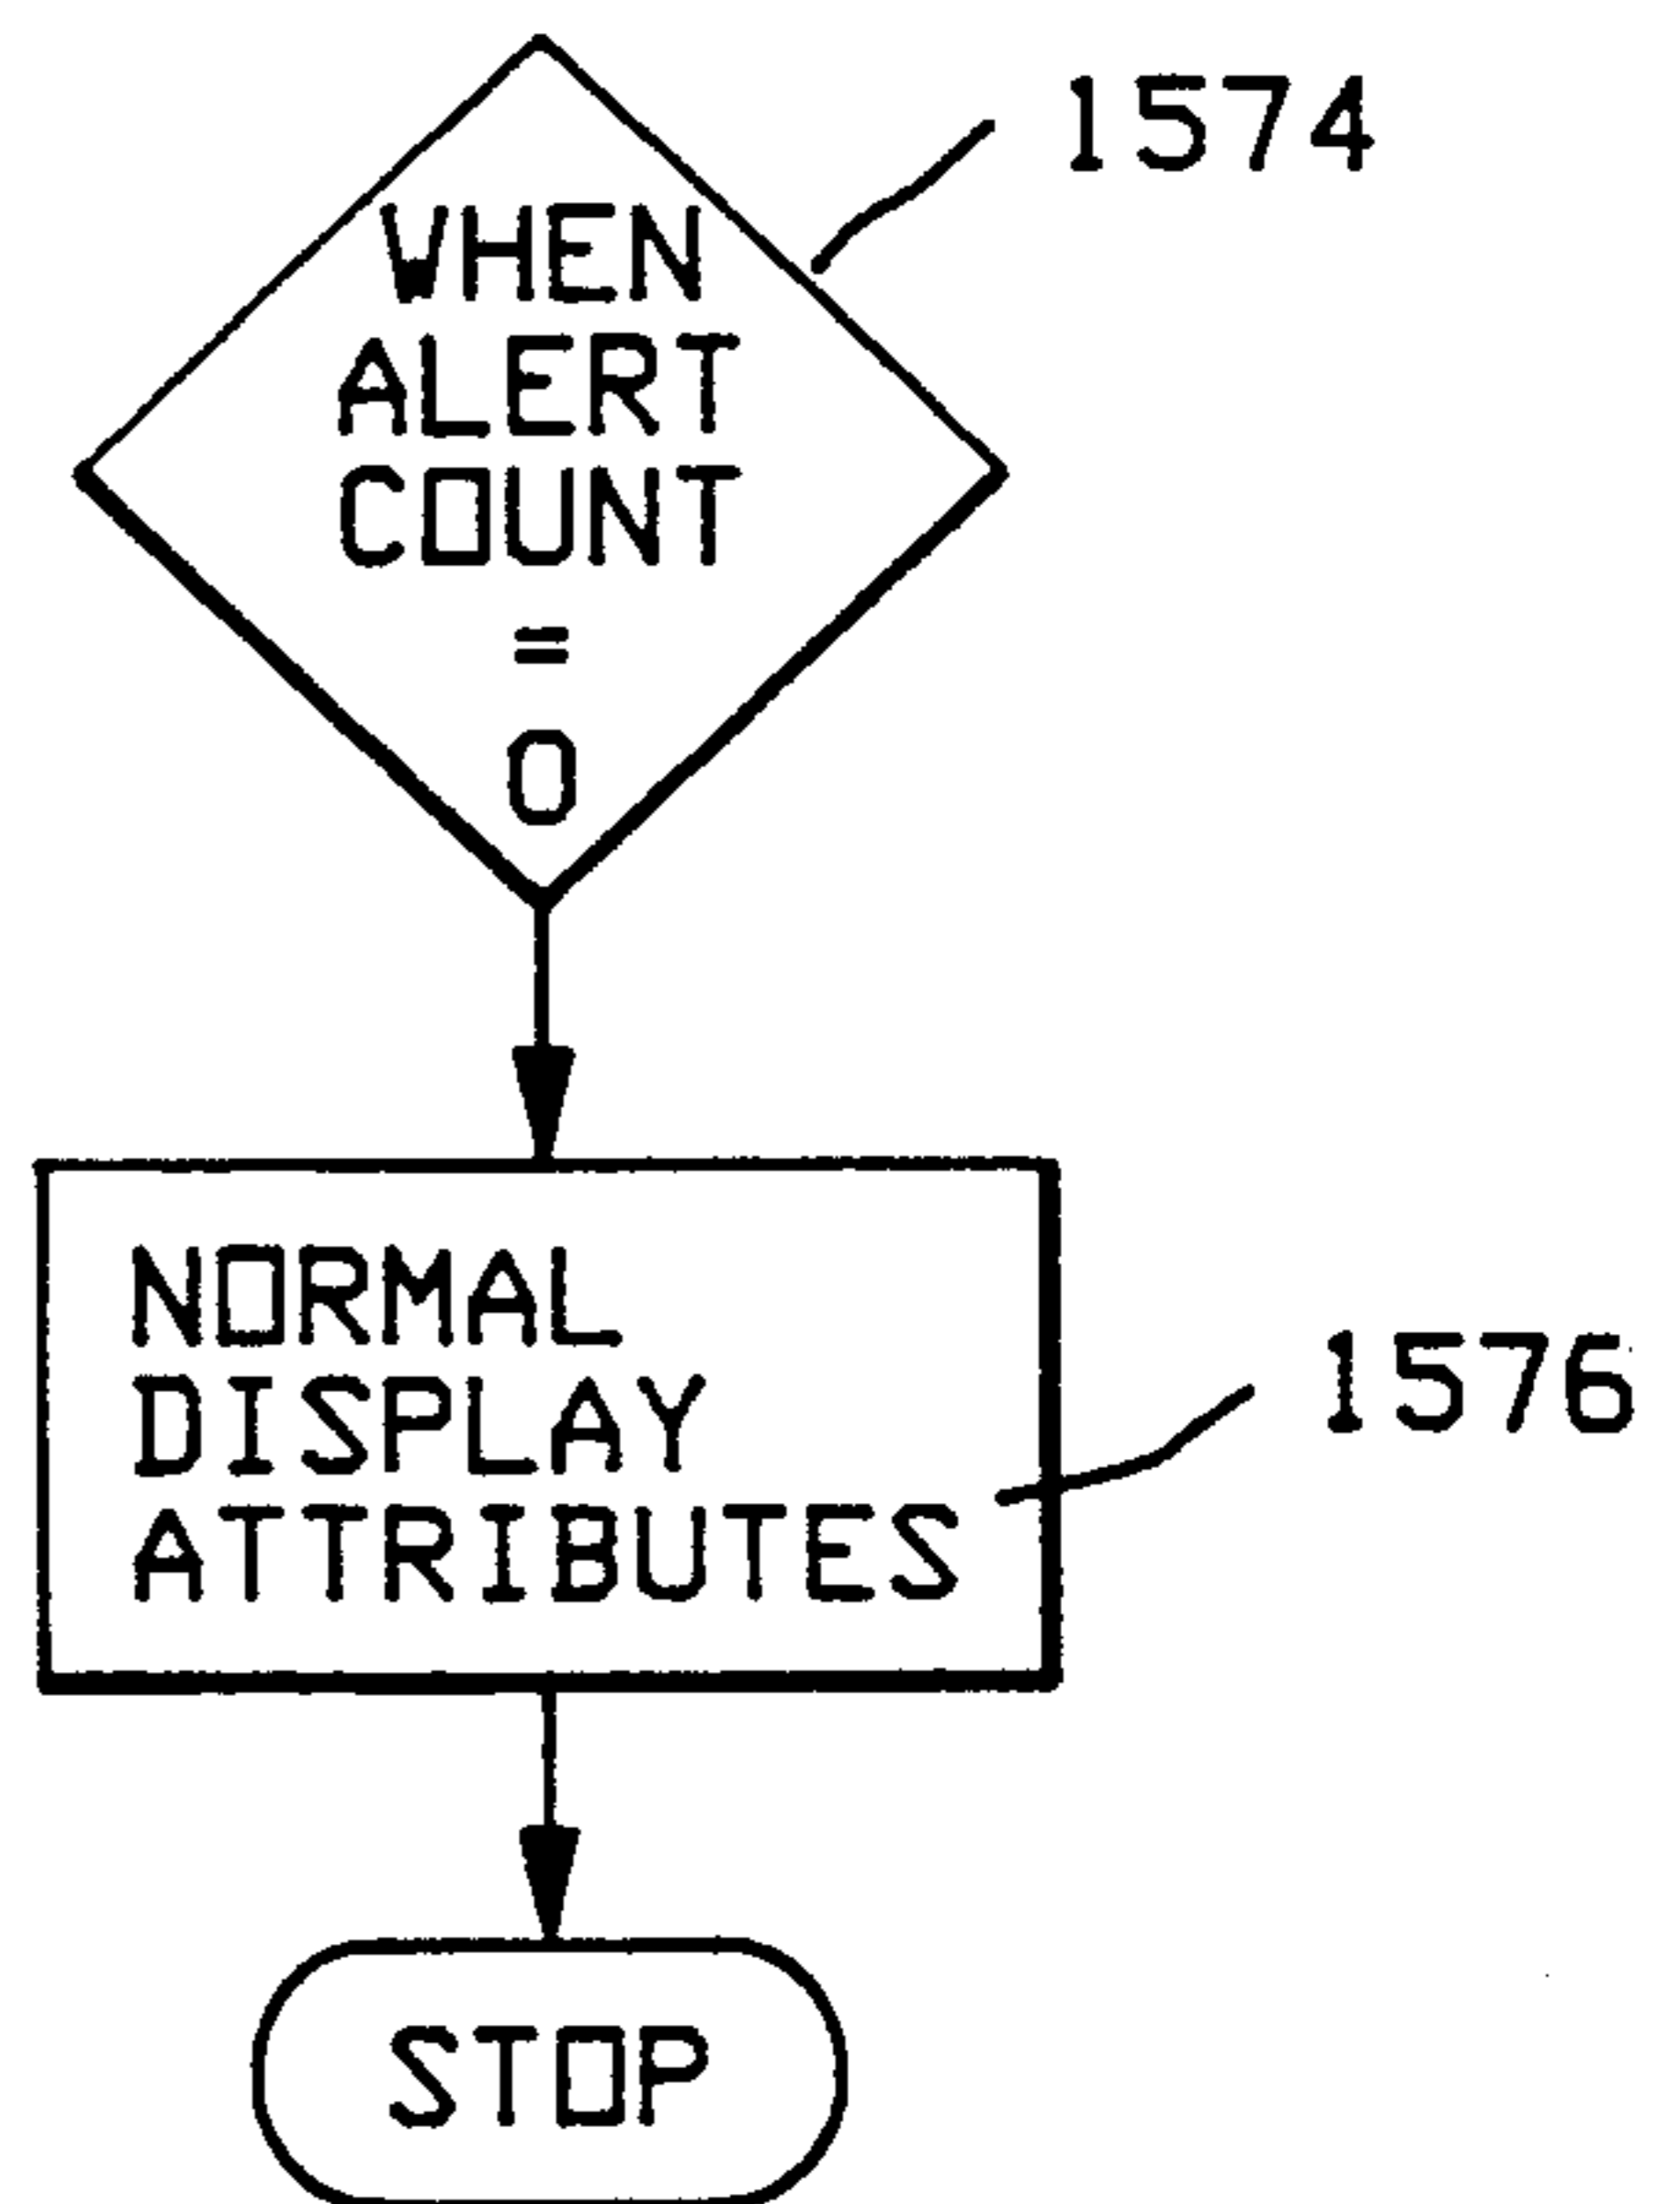 1574
WHEN
ALERT
COUNT
=
0
NORMAL
DISPLAY
ATTRIBUTES
1576
STOP